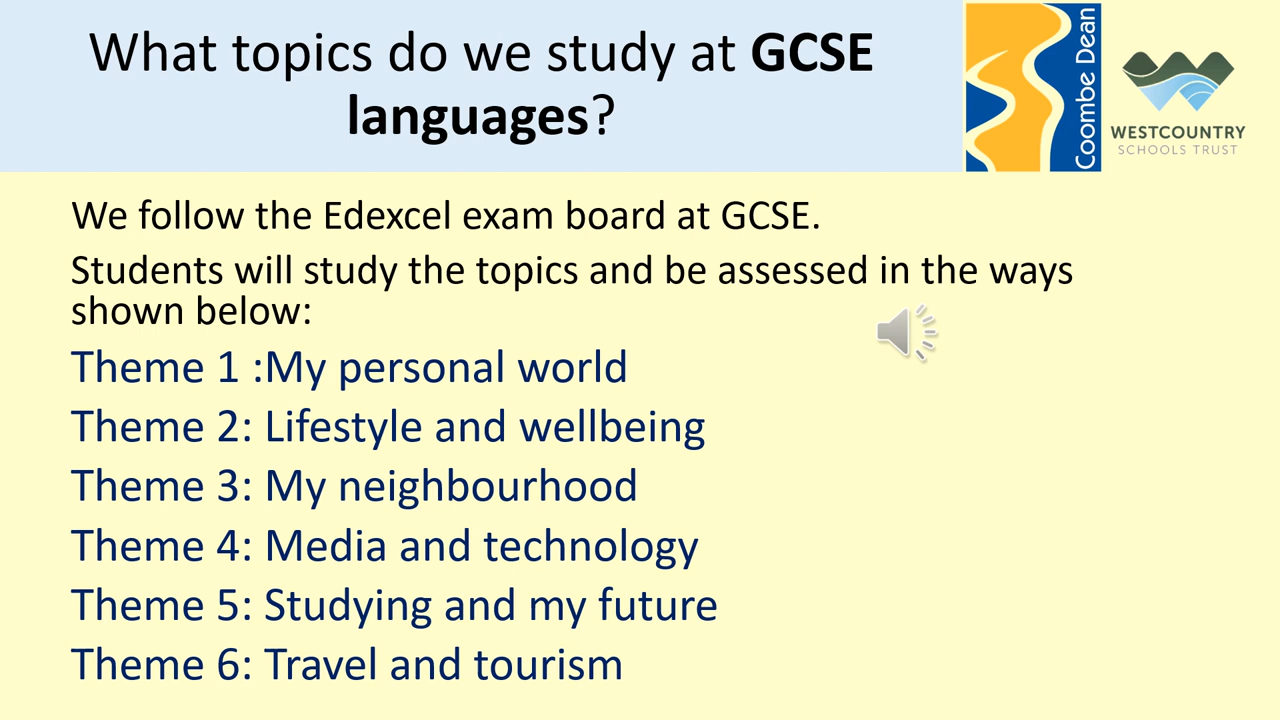 What topics do we study at GCSE
languages?
Coombe Dean
WESTCOUNTRY
SCHOOLS TRUST
We follow the Edexcel exam board at GCSE.
Students will study the topics and be assessed in the ways
shown below:
Theme 1 :My personal world
Theme 2: Lifestyle and wellbeing
Theme 3: My neighbourhood
Theme 4: Media and technology
Theme 5: Studying and my future
Theme 6: Travel and tourism